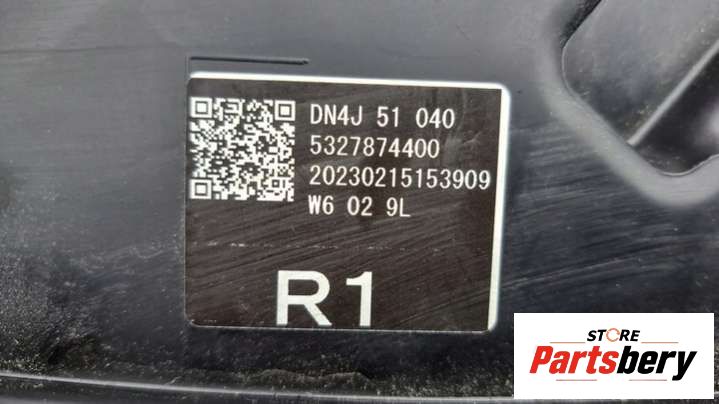 DN4J 51 040
5327874400
20230215153909
W6 02 9L
R1
STORE
Partsbery